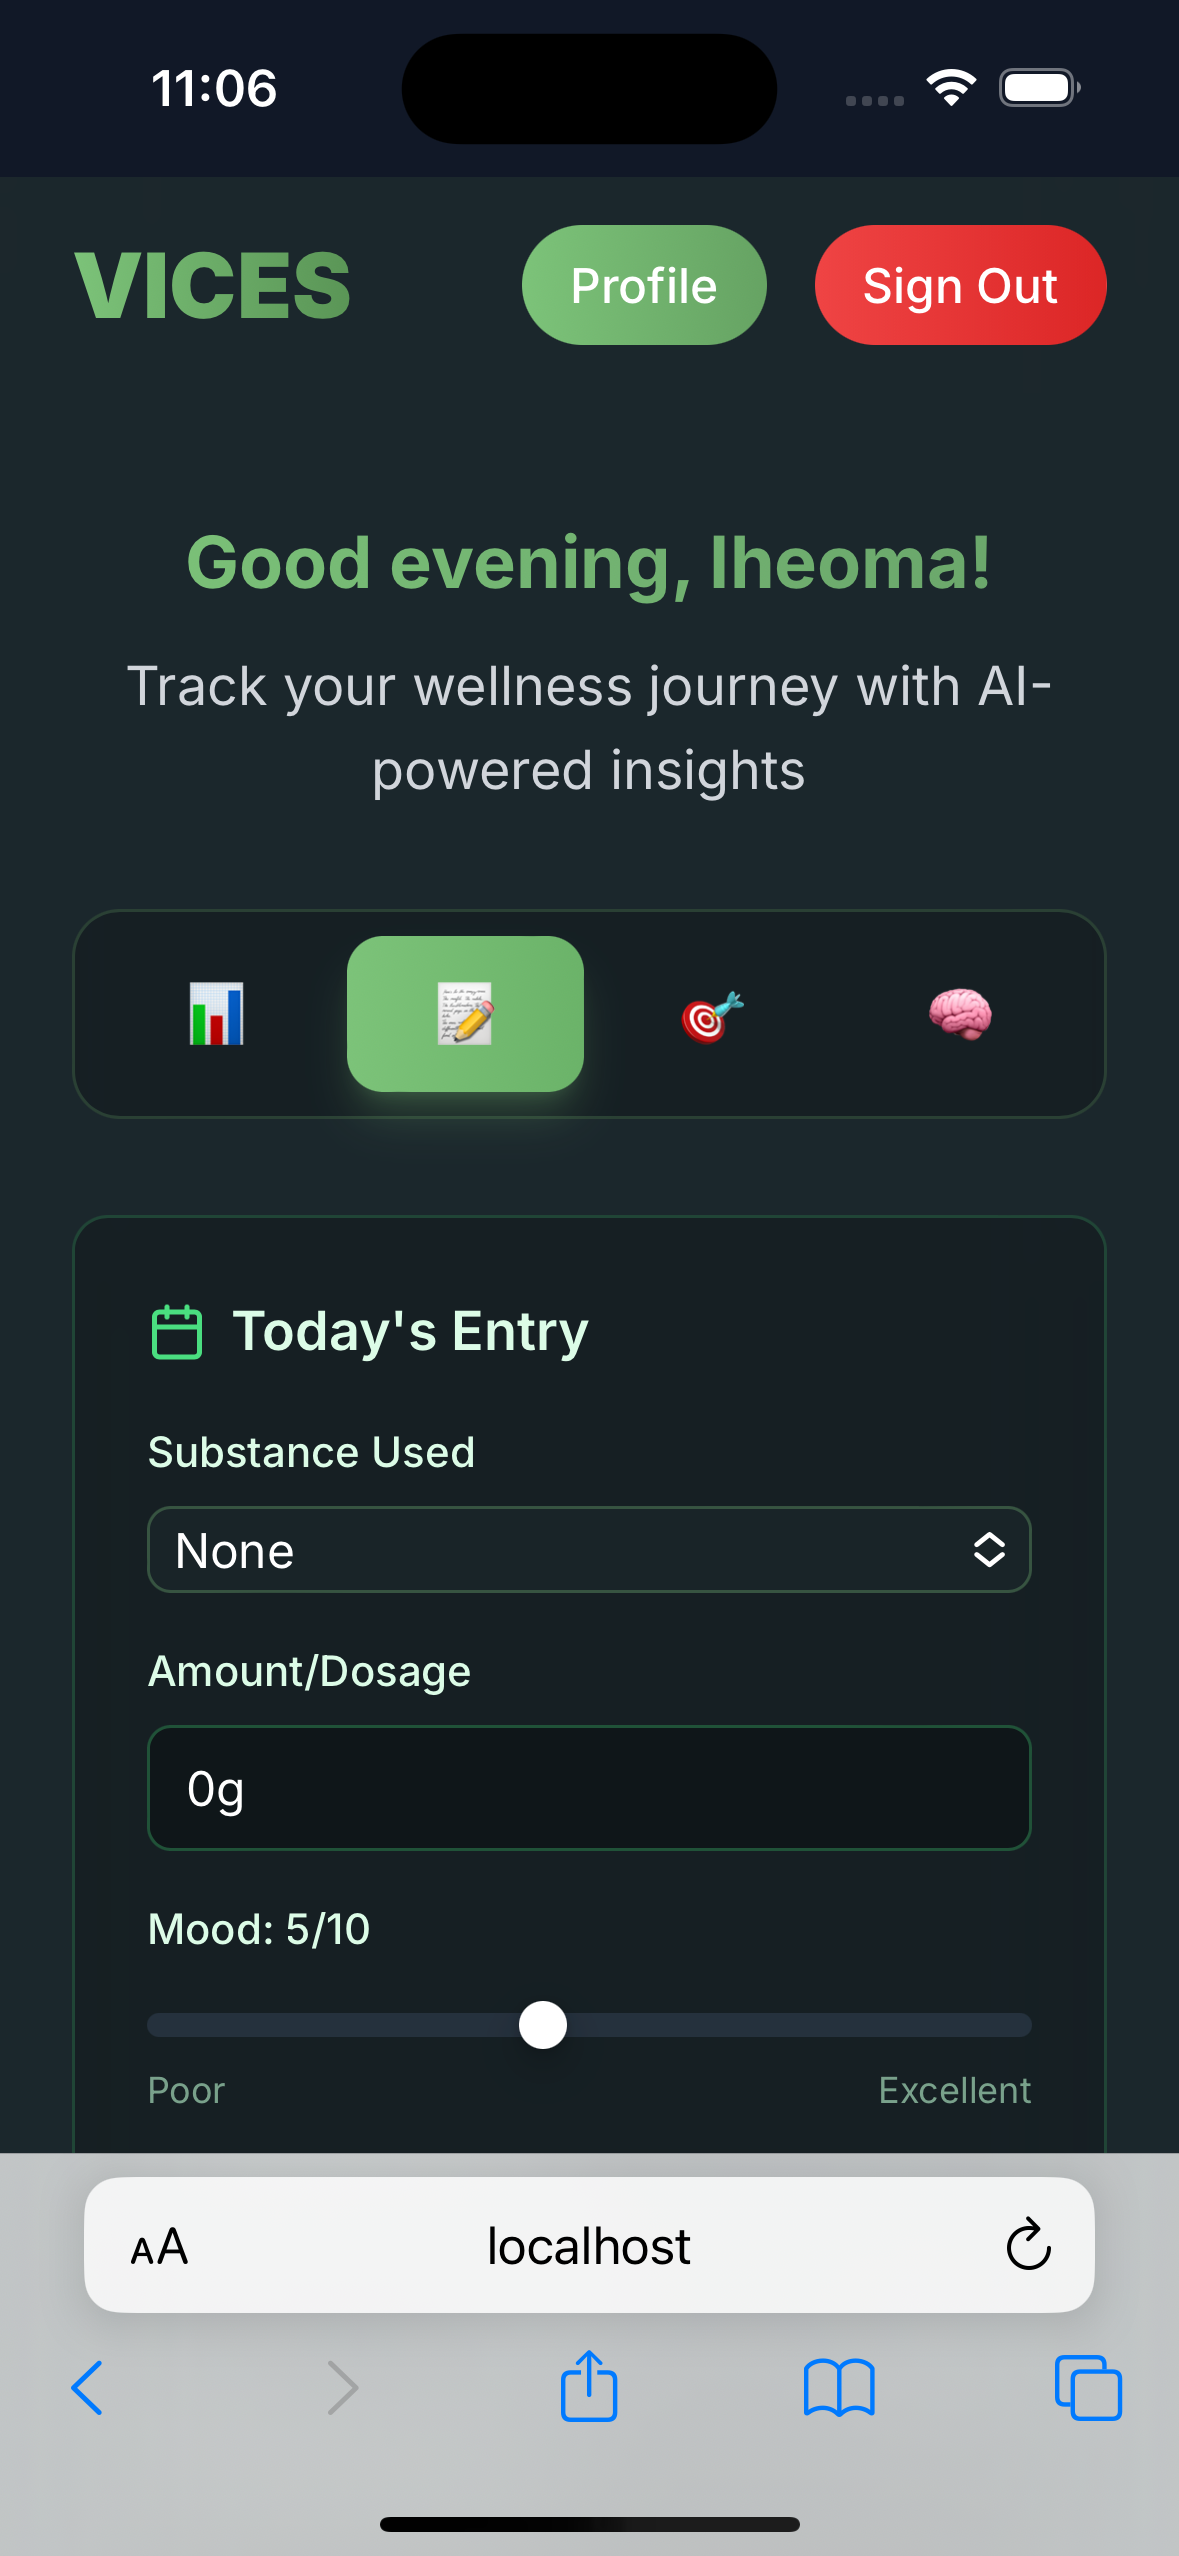 11:06
VICES
Profile
Sign Out
Good evening, Iheoma!
Track your wellness journey with AI-
powered insights
Today's Entry
Substance Used
None
Amount/Dosage
0g
Mood: 5/10
Poor
Excellent
AA
localhost